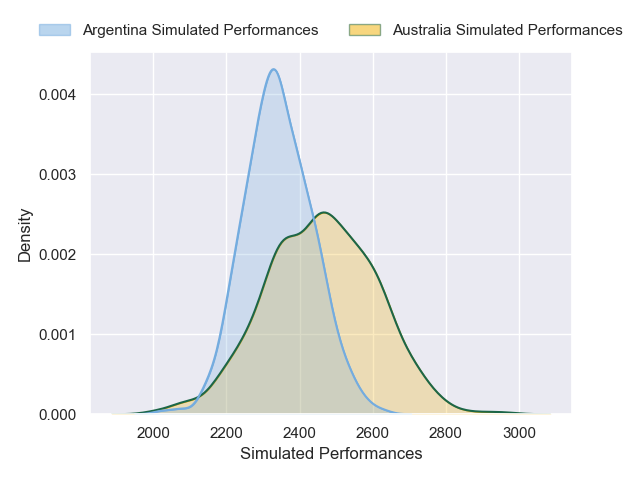 Argentina Simulated Performances
Australia Simulated Performances
0.004
0.003
0.002
0.001
0.000
Density
2000
2200
2400
2600
2800
3000
Simulated Performances